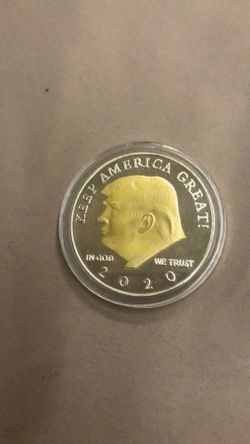 KEEP AMERICA GREAT!
IN GOD WE TRUST
2020